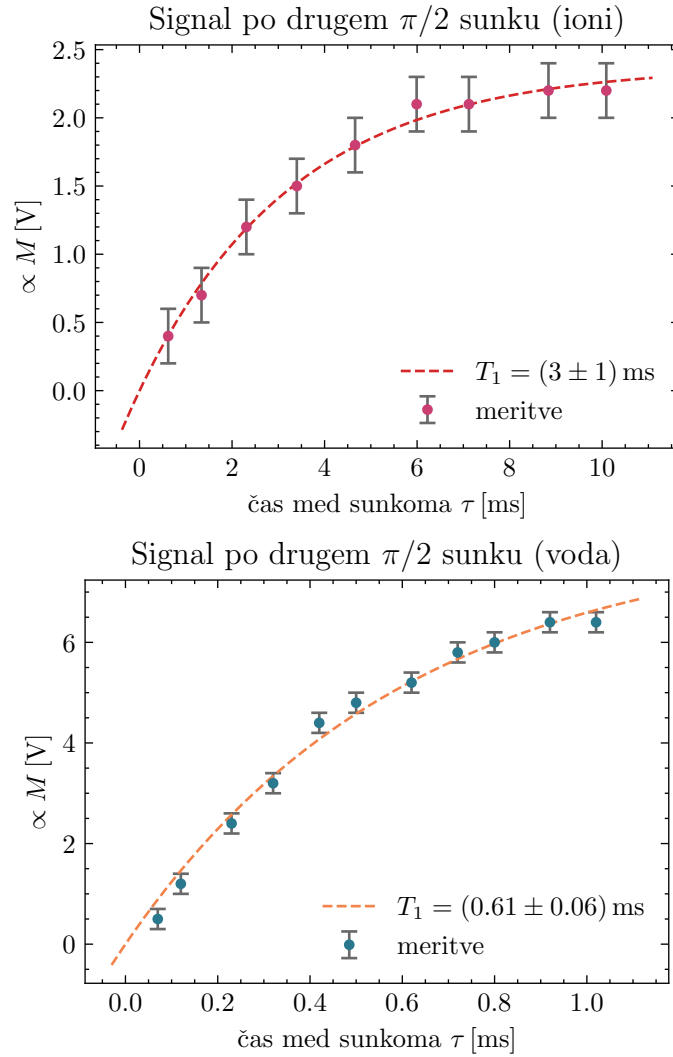 Signal po drugem π/2 sunku (ioni)
2.5
2.0
1.5
1.0
0.5
0.0
∝ M [V]
T₁ = (3 ± 1) ms
meritve
0 2 4 6 8 10
čas med sunkoma τ [ms]
Signal po drugem π/2 sunku (voda)
6
4
2
0
∝ M [V]
T₁ = (0.61 ± 0.06) ms
meritve
0.0 0.2 0.4 0.6 0.8 1.0
čas med sunkoma τ [ms]